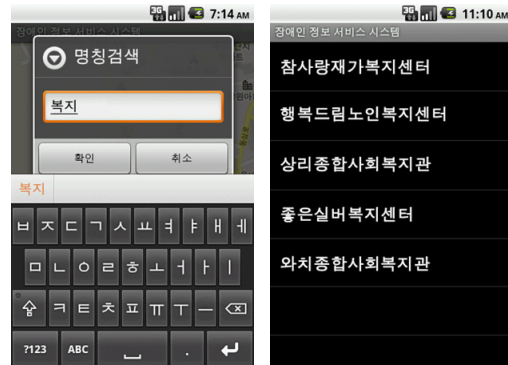 3G 7:14 AM
장애인 정보 서비스 시스템
명칭검색
복지
확인 취소
복지
ㅂ ㅈ ㄷ ㄱ ㅅ ㅛ ㅕ ㅑ ㅐ ㅔ
ㅁ ㄴ ㅇ ㄹ ㅎ ㅗ ㅓ ㅏ ㅣ
ㅋ ㅌ ㅊ ㅍ ㅠ ㅜ ㅡ
?123 ABC .
3G 11:10 AM
장애인 정보 서비스 시스템
참사랑재가복지센터
행복드림노인복지센터
상리종합사회복지관
좋은실버복지센터
와치종합사회복지관